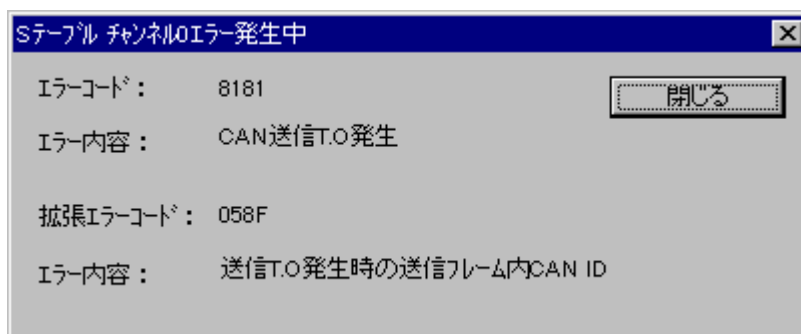 Sﾃｰﾌﾞﾙ ﾁｬﾝﾈﾙ0ｴﾗｰ発生中
ｴﾗｰｺｰﾄﾞ： 8181
閉じる
ｴﾗｰ内容： CAN送信T.O発生
拡張ｴﾗｰｺｰﾄﾞ： 058F
ｴﾗｰ内容： 送信T.O発生時の送信ﾌﾚｰﾑ内CAN ID